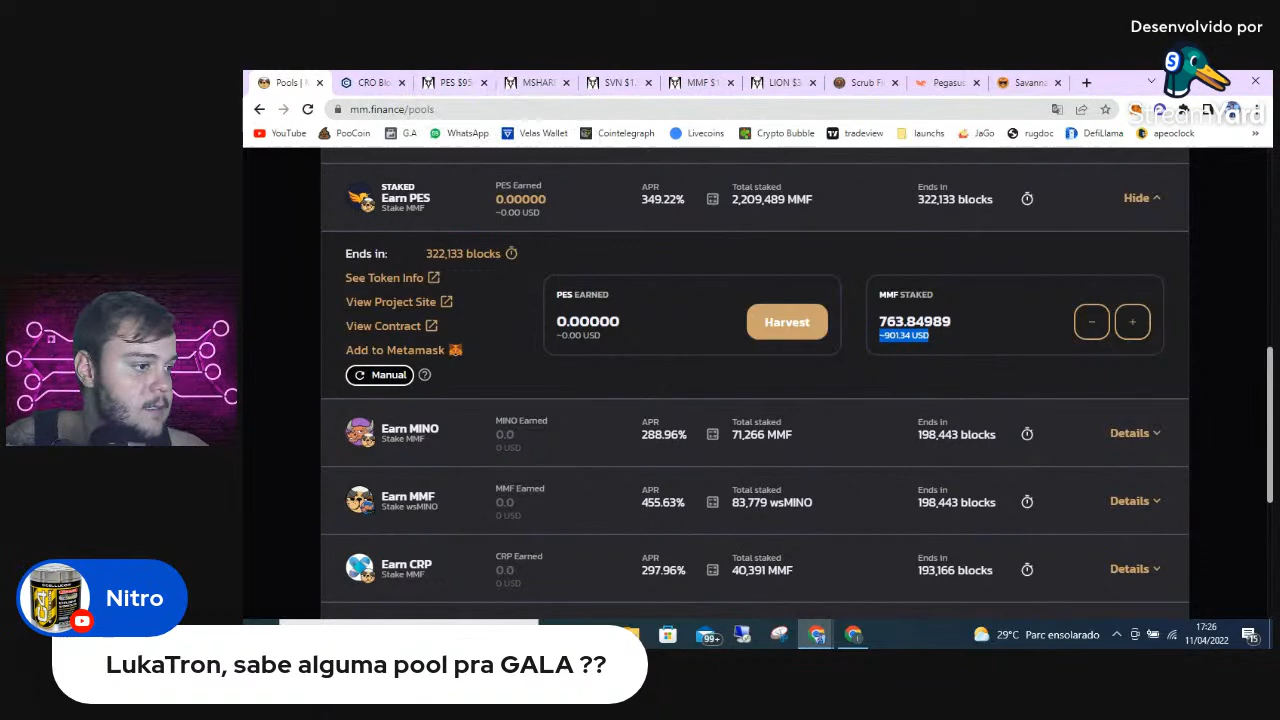 Desenvolvido por
StreamYard
Pools |
CRO Blo
PES $9
MSHARE
SVN $1.
MMF $1
LION $3
Scrub Fi
Pegasus
Savanna
mm.finance/pools
YouTube
PooCoin
G.A
WhatsApp
Velas Wallet
Cointelegraph
Livecoins
Crypto Bubble
tradeview
launchs
JaGo
rugdoc
DefiLlama
apeoclock
STAKED
Earn PES
Stake MMF
PES Earned
0.00000
~0.00 USD
APR
349.22%
Total staked
2,209,489 MMF
Ends in
322,133 blocks
Hide
Ends in:
322,133 blocks
See Token Info
View Project Site
View Contract
Add to Metamask
Manual
PES EARNED
0.00000
~0.00 USD
Harvest
MMF STAKED
763.84989
~901.34 USD
Earn MINO
Stake MMF
MINO Earned
0.0
0 USD
APR
288.96%
Total staked
71,266 MMF
Ends in
198,443 blocks
Details
Earn MMF
Stake wsMINO
MMF Earned
0.0
0 USD
APR
455.63%
Total staked
83,779 wsMINO
Ends in
198,443 blocks
Details
Earn CRP
Stake MMF
CRP Earned
0.0
0 USD
APR
297.96%
Total staked
40,391 MMF
Ends in
193,166 blocks
Details
99+
29°C Parc ensolarado
17:26
11/04/2022
15
Nitro
LukaTron, sabe alguma pool pra GALA ??